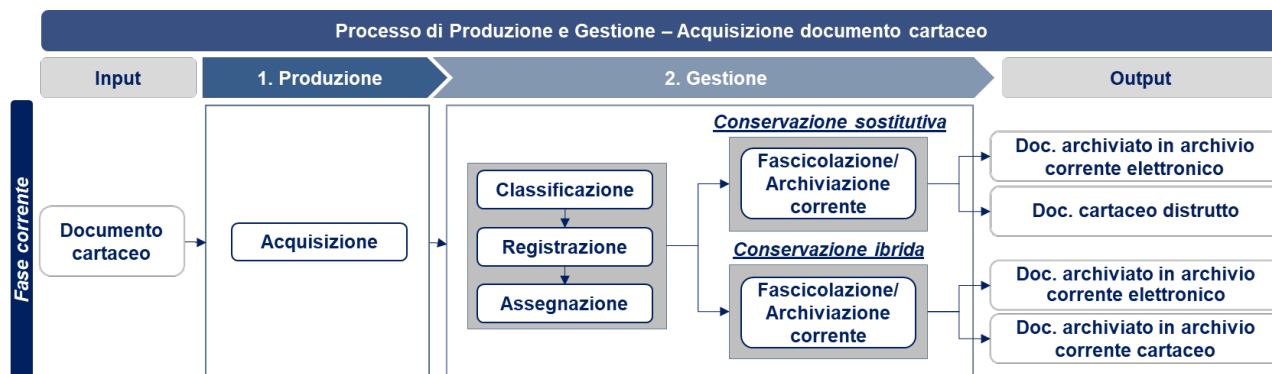 Processo di Produzione e Gestione – Acquisizione documento cartaceo
Input
1. Produzione
2. Gestione
Output
Fase corrente
Documento
cartaceo
Acquisizione
Classificazione
Registrazione
Assegnazione
Conservazione sostitutiva
Fascicolazione/
Archiviazione
corrente
Conservazione ibrida
Fascicolazione/
Archiviazione
corrente
Doc. archiviato in archivio
corrente elettronico
Doc. cartaceo distrutto
Doc. archiviato in archivio
corrente elettronico
Doc. archiviato in archivio
corrente cartaceo